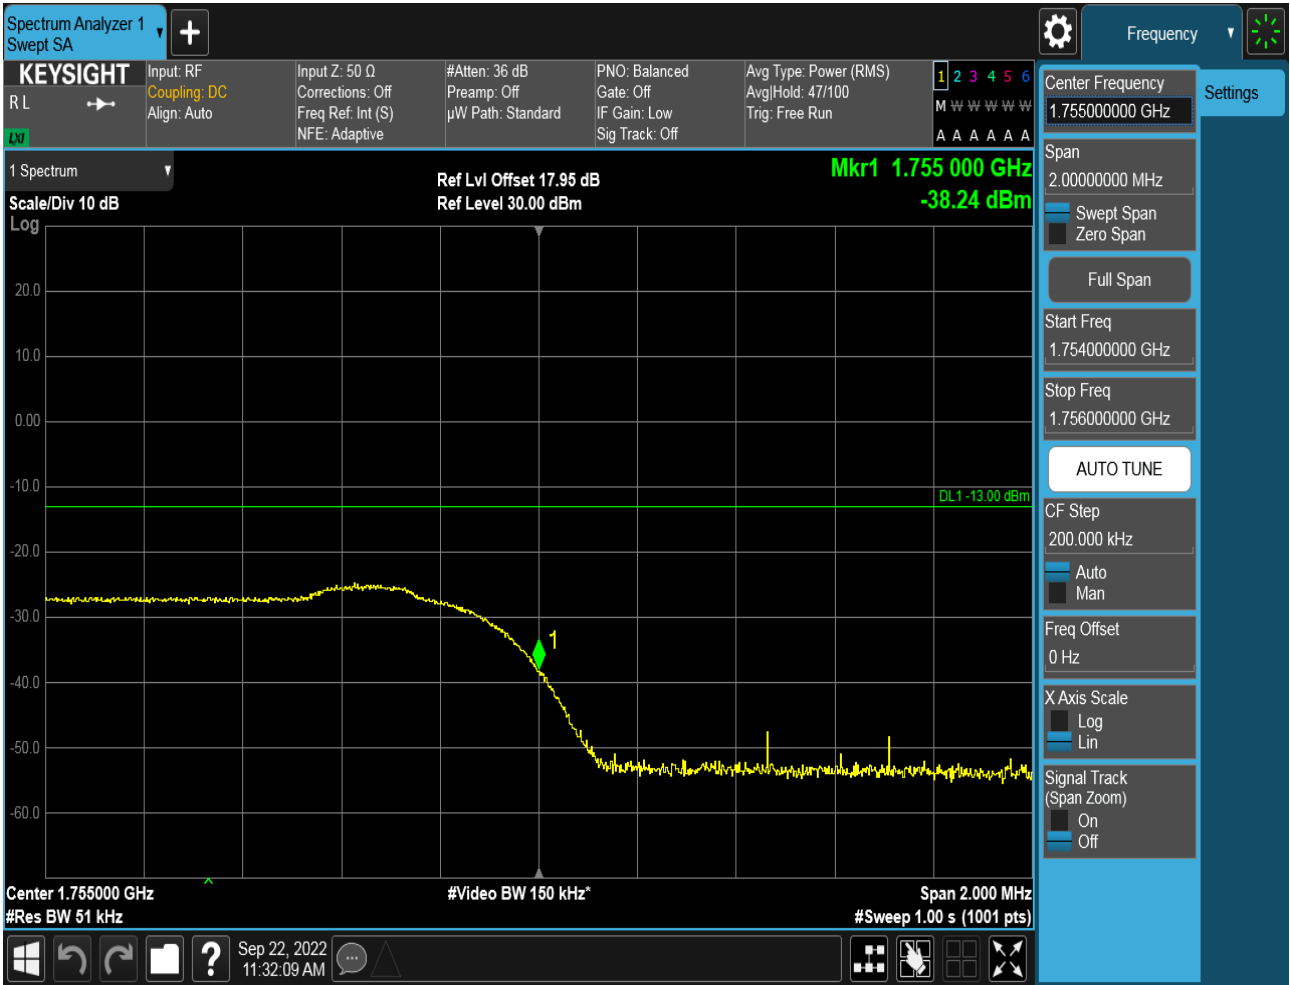 Spectrum Analyzer 1
Swept SA
Frequency
KEYSIGHT
R L
LXI
Input: RF
Coupling: DC
Align: Auto
Input Z: 50 Ω
Corrections: Off
Freq Ref: Int (S)
NFE: Adaptive
#Atten: 36 dB
Preamp: Off
µW Path: Standard
PNO: Balanced
Gate: Off
IF Gain: Low
Sig Track: Off
Avg Type: Power (RMS)
Avg|Hold: 47/100
Trig: Free Run
1 2 3 4 5 6
M W W W W W
A A A A A A
1 Spectrum
Scale/Div 10 dB
Log
Ref Lvl Offset 17.95 dB
Ref Level 30.00 dBm
Mkr1 1.755 000 GHz
-38.24 dBm
20.0
10.0
0.00
-10.0
-20.0
-30.0
-40.0
-50.0
-60.0
DL1 -13.00 dBm
1
Center 1.755000 GHz
#Res BW 51 kHz
#Video BW 150 kHz*
Span 2.000 MHz
#Sweep 1.00 s (1001 pts)
Center Frequency
1.755000000 GHz
Settings
Span
2.00000000 MHz
Swept Span
Zero Span
Full Span
Start Freq
1.754000000 GHz
Stop Freq
1.756000000 GHz
AUTO TUNE
CF Step
200.000 kHz
Auto
Man
Freq Offset
0 Hz
X Axis Scale
Log
Lin
Signal Track
(Span Zoom)
On
Off
?
Sep 22, 2022
11:32:09 AM